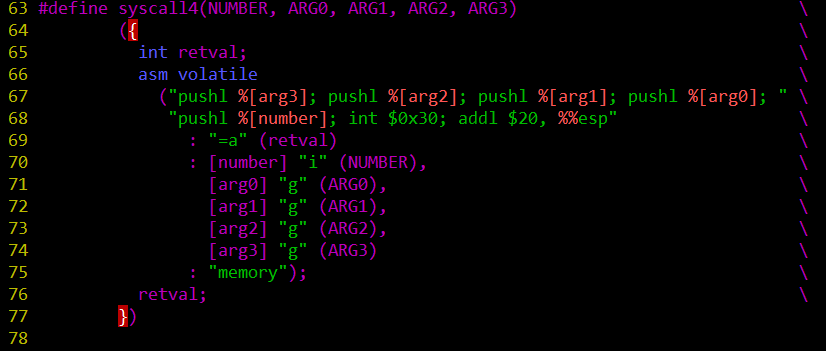 63 #define syscall4(NUMBER, ARG0, ARG1, ARG2, ARG3) \
64 ({ \
65 int retval; \
66 asm volatile \
67 ("pushl %[arg3]; pushl %[arg2]; pushl %[arg1]; pushl %[arg0]; " \
68 "pushl %[number]; int $0x30; addl $20, %%esp" \
69 : "=a" (retval) \
70 : [number] "i" (NUMBER), \
71 [arg0] "g" (ARG0), \
72 [arg1] "g" (ARG1), \
73 [arg2] "g" (ARG2), \
74 [arg3] "g" (ARG3) \
75 : "memory"); \
76 retval; \
77 })
78